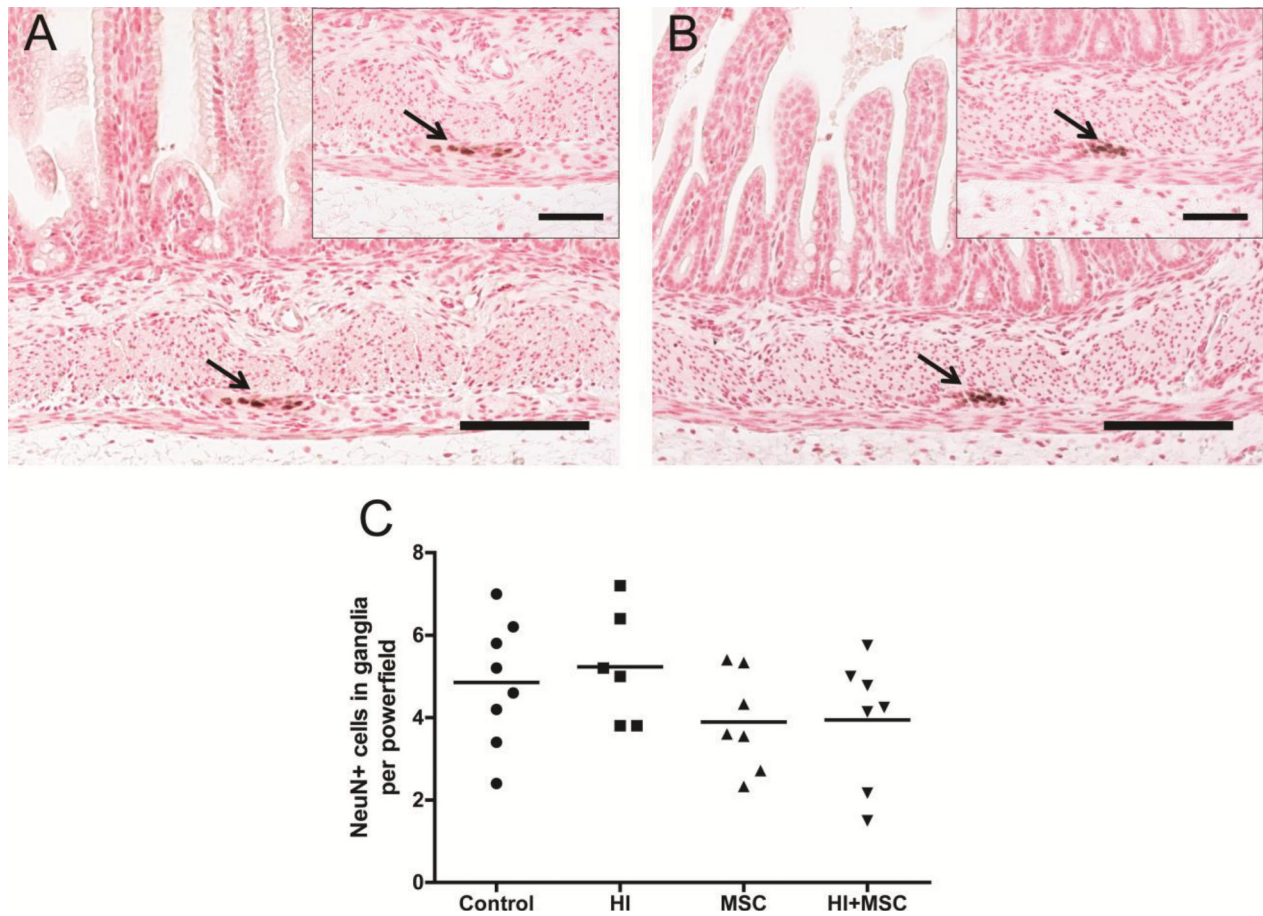 A
B
C
NeuN+ cells in ganglia
per powerfield
8
6
4
2
0
Control HI MSC HI+MSC